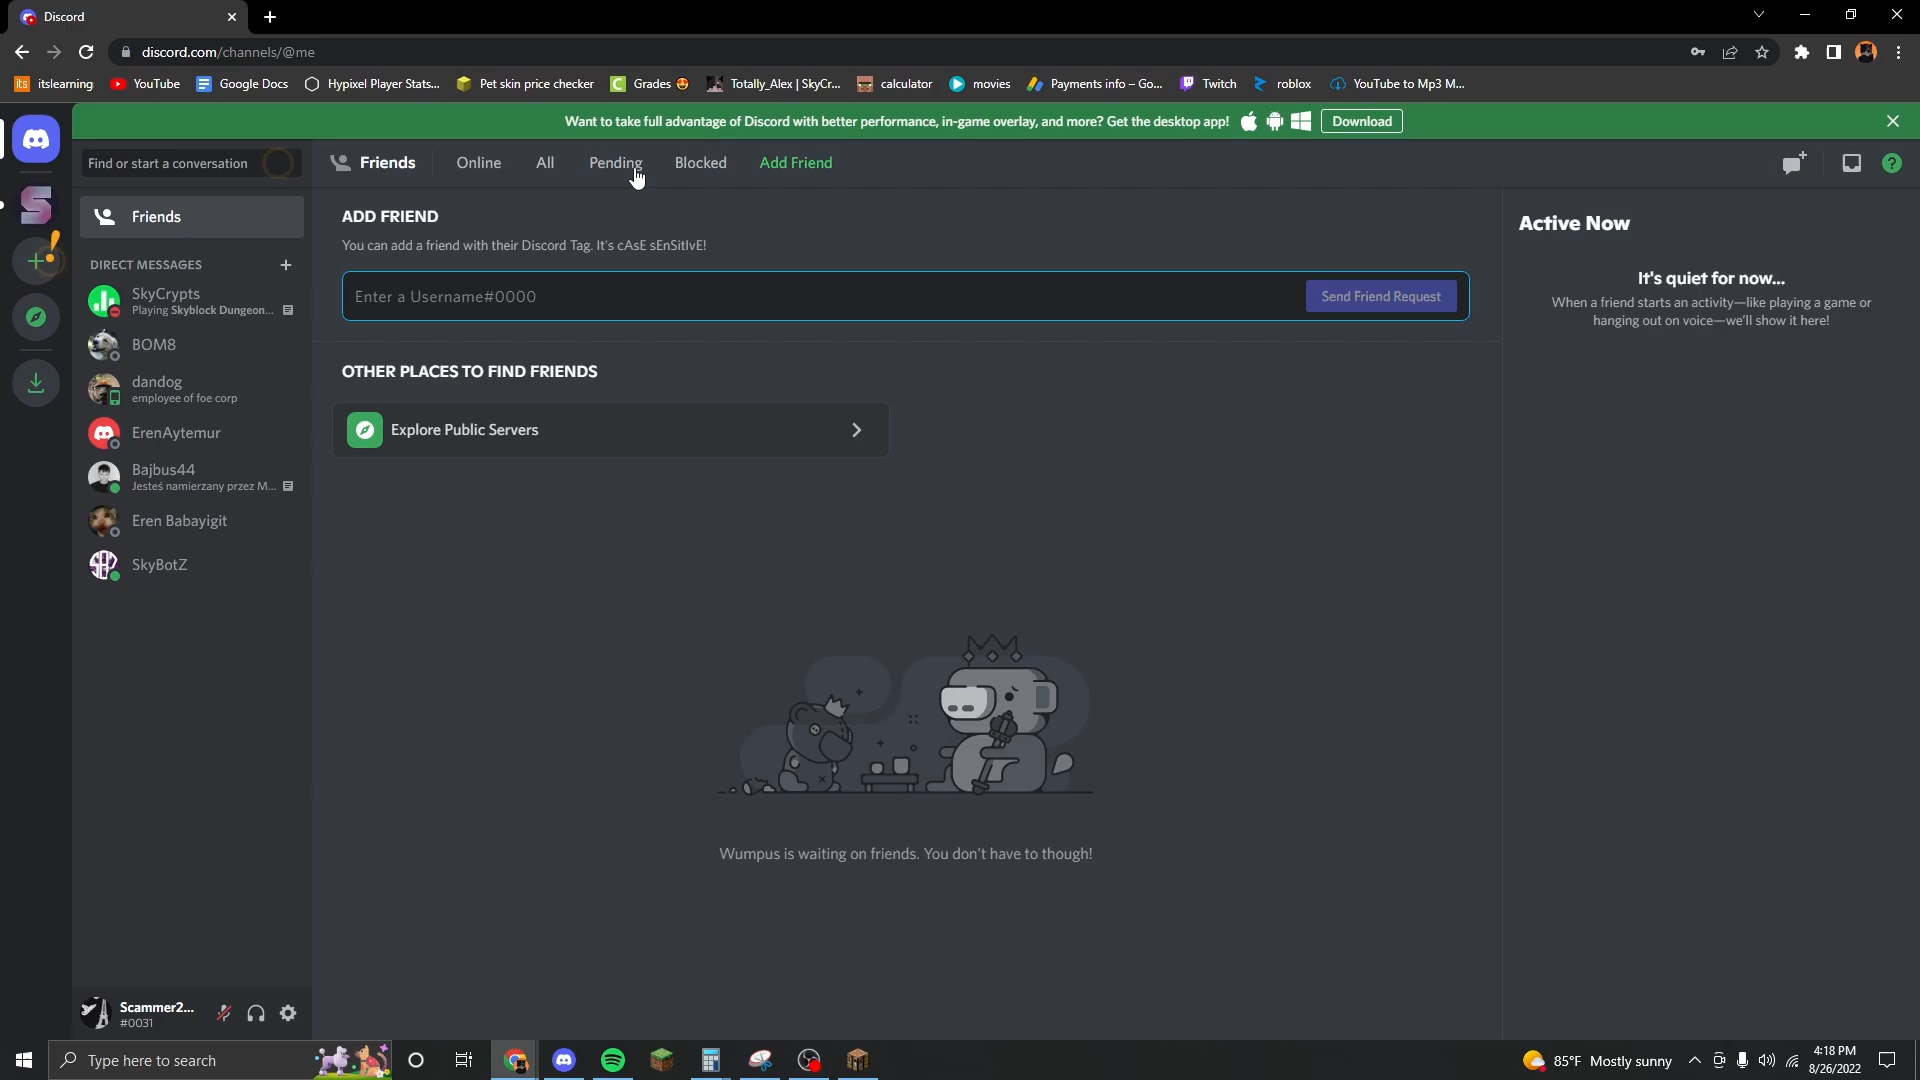 Discord
discord.com/channels/@me
its itslearning
YouTube
Google Docs
Hypixel Player Stats...
Pet skin price checker
Grades
Totally_Alex | SkyCr...
calculator
movies
Payments info – Go...
Twitch
roblox
YouTube to Mp3 M...
Want to take full advantage of Discord with better performance, in-game overlay, and more? Get the desktop app!
Download
Find or start a conversation
Friends
Online
All
Pending
Blocked
Add Friend
Friends
DIRECT MESSAGES
SkyCrypts
Playing Skyblock Dungeon...
BOM8
dandog
employee of foe corp
ErenAytemur
Bajbus44
Jesteś namierzany przez M...
Eren Babayigit
SkyBotZ
Scammer2...
#0031
ADD FRIEND
You can add a friend with their Discord Tag. It's cAsE sEnSitIvE!
Enter a Username#0000
Send Friend Request
OTHER PLACES TO FIND FRIENDS
Explore Public Servers
Wumpus is waiting on friends. You don't have to though!
Active Now
It's quiet for now...
When a friend starts an activity—like playing a game or
hanging out on voice—we'll show it here!
Type here to search
85°F Mostly sunny
4:18 PM
8/26/2022